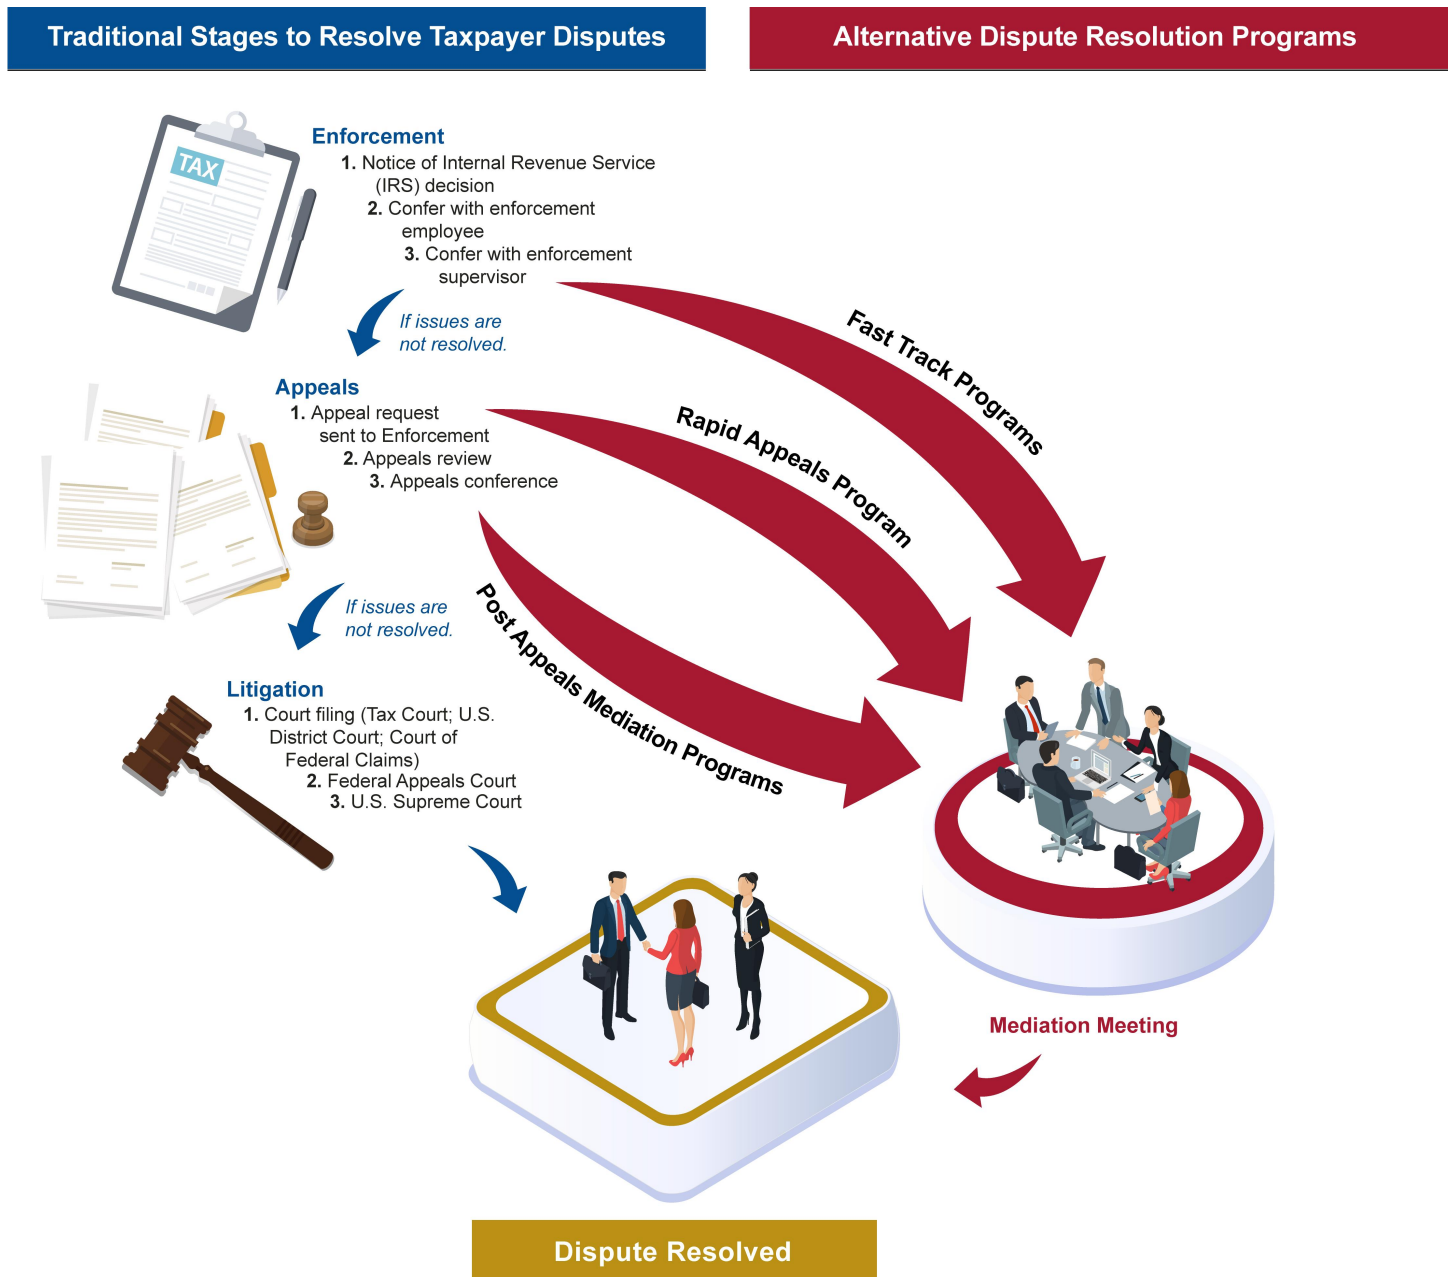 Traditional Stages to Resolve Taxpayer Disputes
Alternative Dispute Resolution Programs
TAX
Enforcement
1. Notice of Internal Revenue Service
(IRS) decision
2. Confer with enforcement
employee
3. Confer with enforcement
supervisor
If issues are
not resolved.
Fast Track Programs
Appeals
1. Appeal request
sent to Enforcement
2. Appeals review
3. Appeals conference
Rapid Appeals Program
If issues are
not resolved.
Post Appeals Mediation Programs
Litigation
1. Court filing (Tax Court; U.S.
District Court; Court of
Federal Claims)
2. Federal Appeals Court
3. U.S. Supreme Court
Mediation Meeting
Dispute Resolved